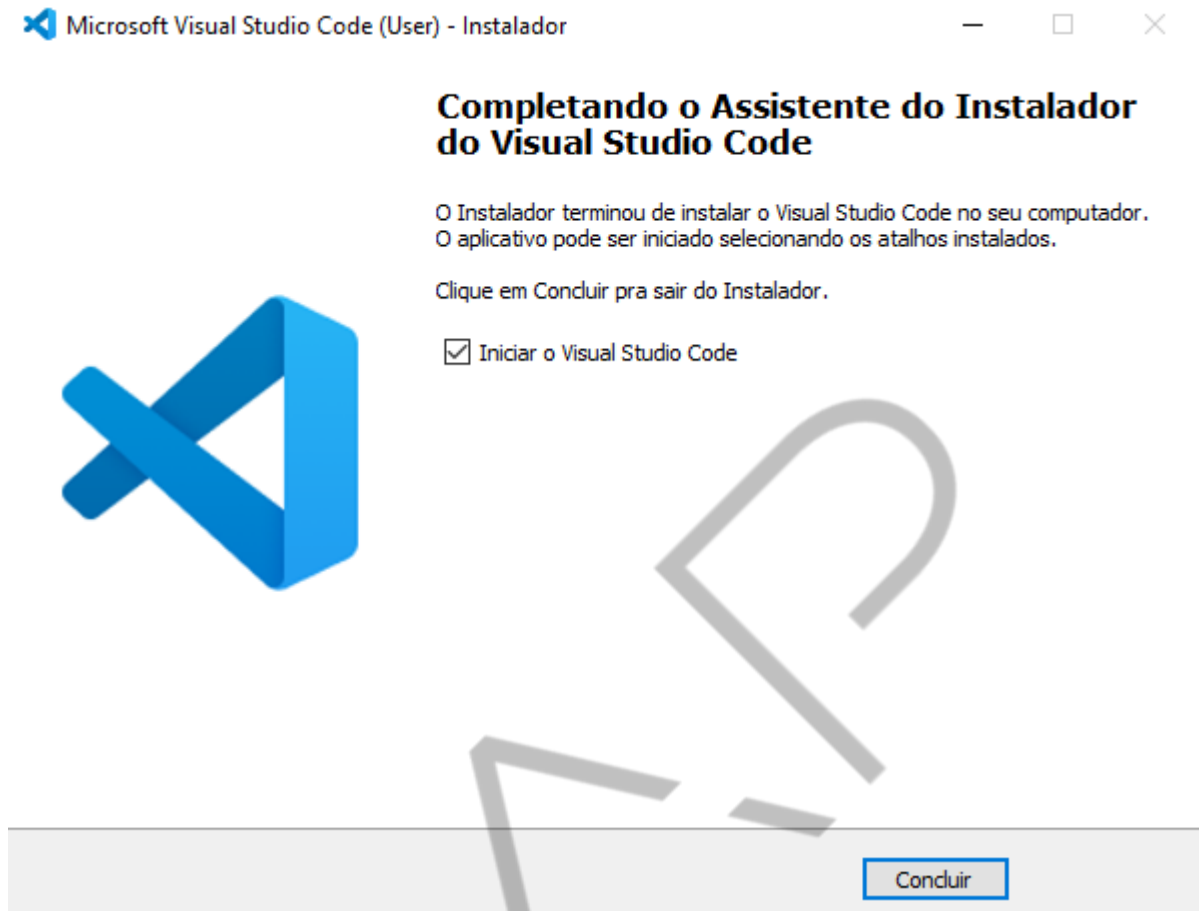 Microsoft Visual Studio Code (User) - Instalador
Completando o Assistente do Instalador
do Visual Studio Code
O Instalador terminou de instalar o Visual Studio Code no seu computador.
O aplicativo pode ser iniciado selecionando os atalhos instalados.
Clique em Concluir pra sair do Instalador.
Iniciar o Visual Studio Code
Concluir